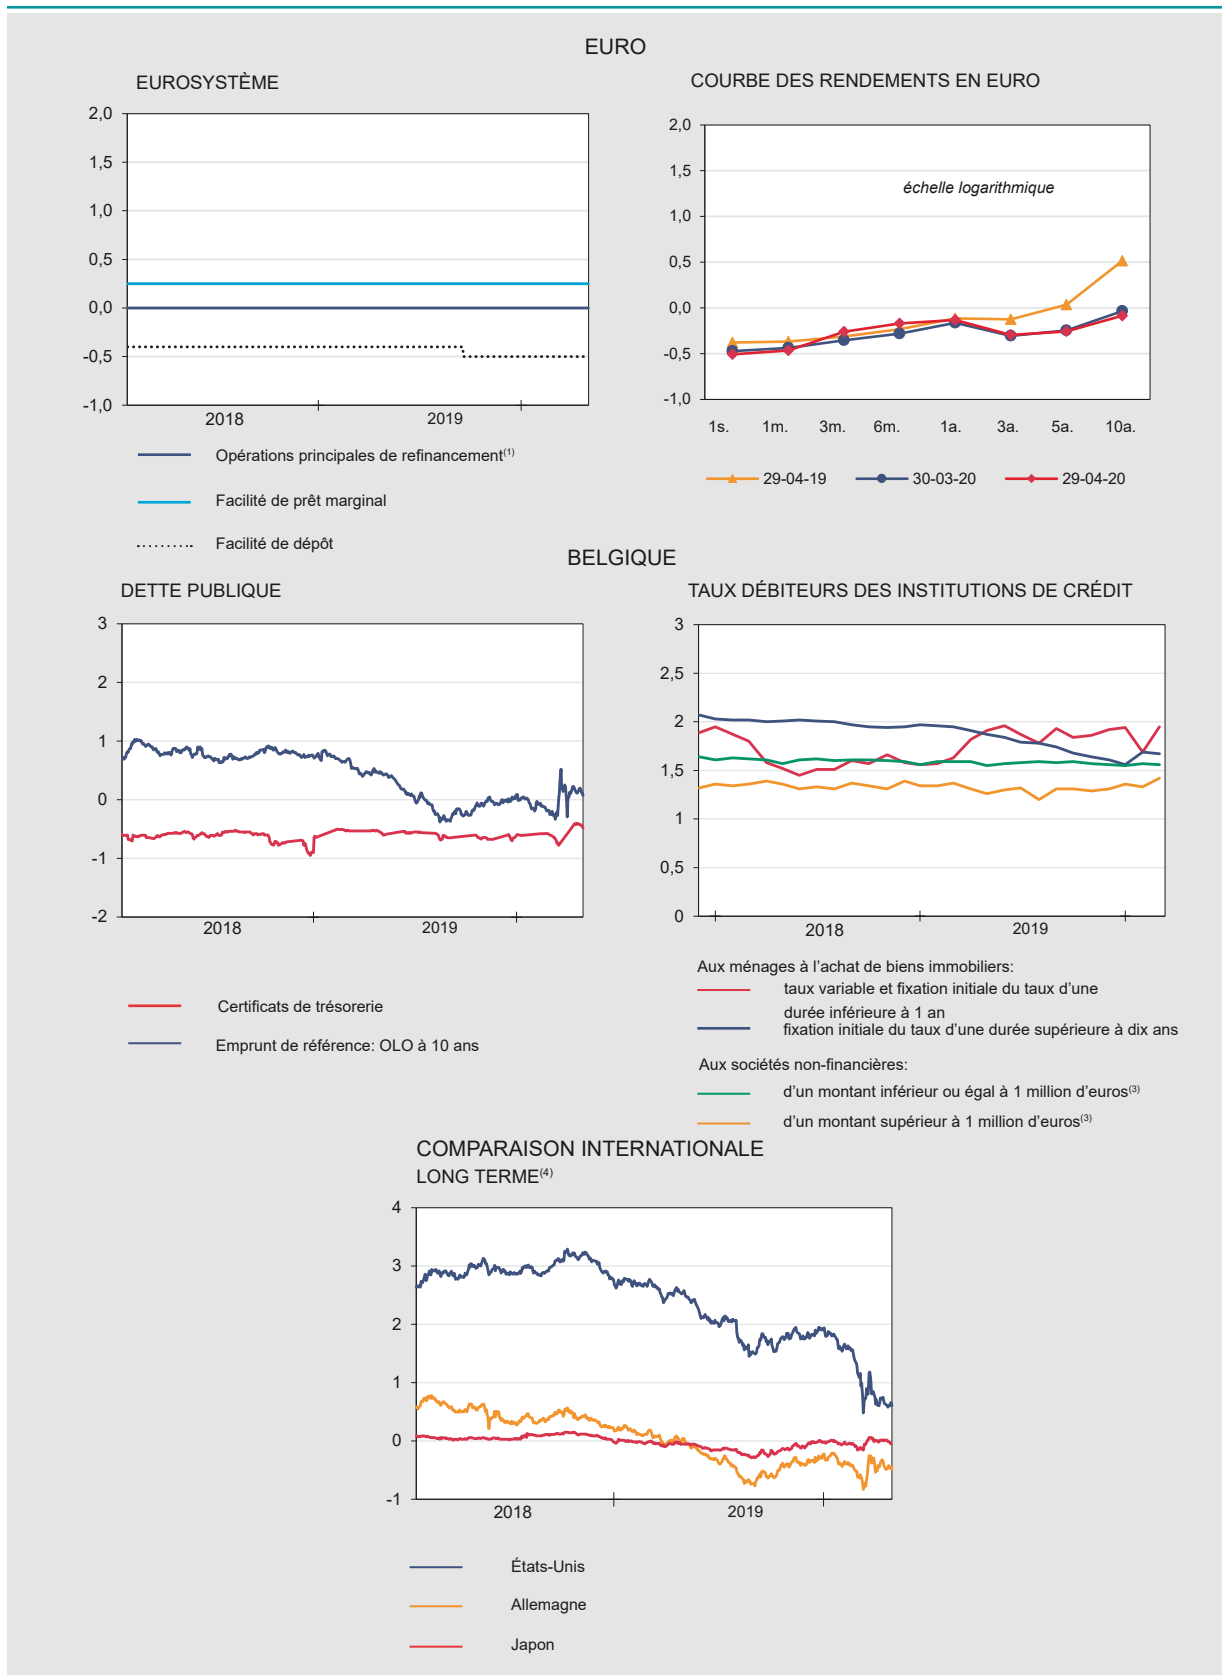 EURO
EUROSYSTÈME
2,0
1,5
1,0
0,5
0,0
-0,5
-1,0
2018
2019
Opérations principales de refinancement(1)
Facilité de prêt marginal
Facilité de dépôt
COURBE DES RENDEMENTS EN EURO
2,0
1,5
1,0
0,5
0,0
-0,5
-1,0
échelle logarithmique
1s. 1m. 3m. 6m. 1a. 3a. 5a. 10a.
29-04-19 30-03-20 29-04-20
BELGIQUE
DETTE PUBLIQUE
3
2
1
0
-1
-2
2018
2019
Certificats de trésorerie
Emprunt de référence: OLO à 10 ans
TAUX DÉBITEURS DES INSTITUTIONS DE CRÉDIT
3
2,5
2
1,5
1
0,5
0
2018
2019
Aux ménages à l’achat de biens immobiliers:
taux variable et fixation initiale du taux d’une
durée inférieure à 1 an
fixation initiale du taux d’une durée supérieure à dix ans
Aux sociétés non-financières:
d’un montant inférieur ou égal à 1 million d’euros(3)
d’un montant supérieur à 1 million d’euros(3)
COMPARAISON INTERNATIONALE
LONG TERME(4)
4
3
2
1
0
-1
2018
2019
États-Unis
Allemagne
Japon